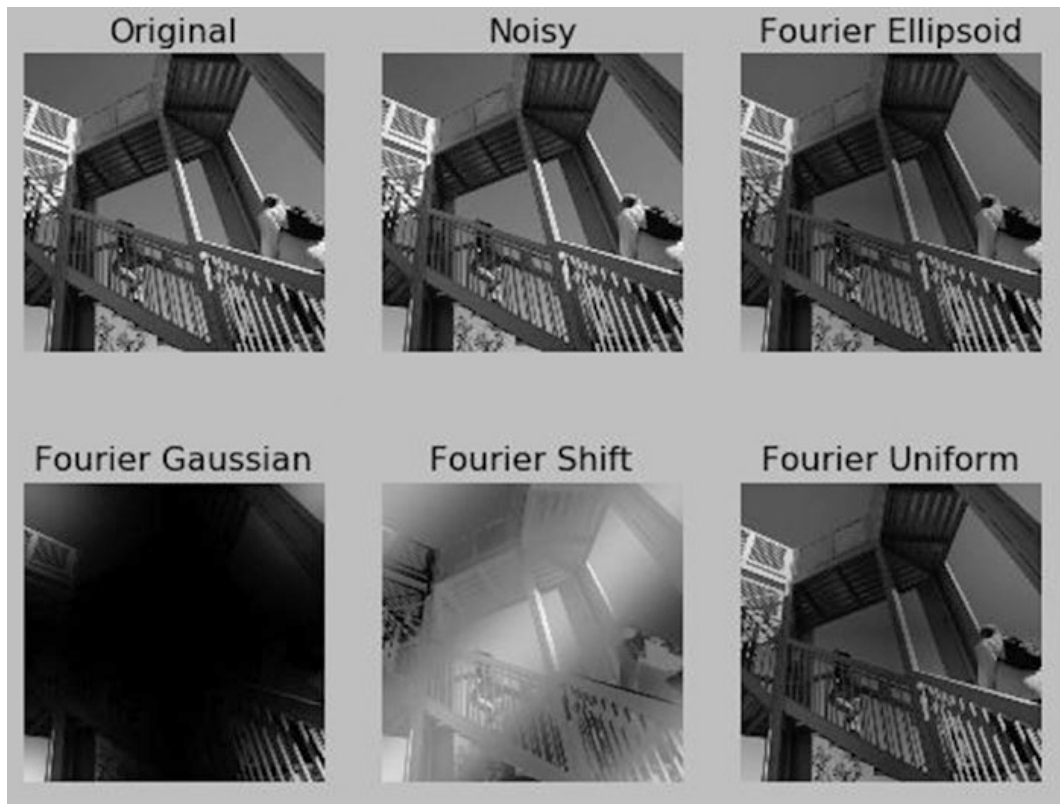 Original
Noisy
Fourier Ellipsoid
Fourier Gaussian
Fourier Shift
Fourier Uniform